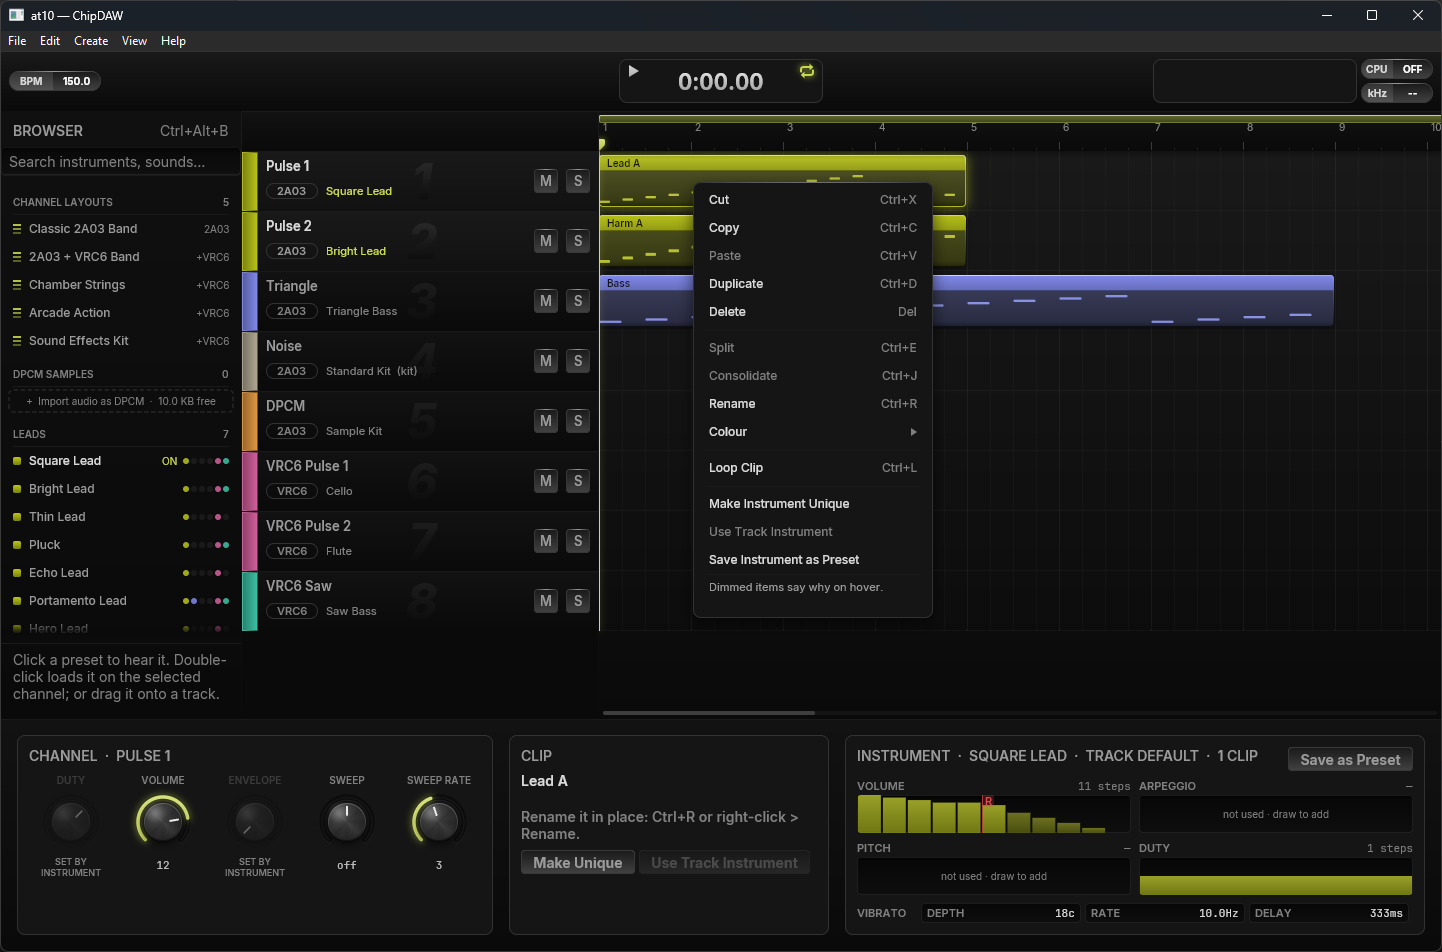 at10 — ChipDAW
File Edit Create View Help
BPM 150.0
0:00.00
CPU OFF
kHz --
BROWSER Ctrl+Alt+B
Search instruments, sounds...
CHANNEL LAYOUTS 5
Classic 2A03 Band 2A03
2A03 + VRC6 Band +VRC6
Chamber Strings +VRC6
Arcade Action +VRC6
Sound Effects Kit +VRC6
DPCM SAMPLES 0
+ Import audio as DPCM · 10.0 KB free
LEADS 7
Square Lead ON
Bright Lead
Thin Lead
Pluck
Echo Lead
Portamento Lead
Hero Lead
Click a preset to hear it. Double-
click loads it on the selected
channel; or drag it onto a track.
Pulse 1 1
2A03 Square Lead M S
Pulse 2 2
2A03 Bright Lead M S
Triangle 3
2A03 Triangle Bass M S
Noise 4
2A03 Standard Kit (kit) M S
DPCM 5
2A03 Sample Kit M S
VRC6 Pulse 1 6
VRC6 Cello M S
VRC6 Pulse 2 7
VRC6 Flute M S
VRC6 Saw 8
VRC6 Saw Bass M S
1 2 3 4 5 6 7 8 9 10
Lead A
Harm A
Bass
Cut Ctrl+X
Copy Ctrl+C
Paste Ctrl+V
Duplicate Ctrl+D
Delete Del
Split Ctrl+E
Consolidate Ctrl+J
Rename Ctrl+R
Colour
Loop Clip Ctrl+L
Make Instrument Unique
Use Track Instrument
Save Instrument as Preset
Dimmed items say why on hover.
CHANNEL · PULSE 1
DUTY VOLUME ENVELOPE SWEEP SWEEP RATE
SET BY INSTRUMENT 12 SET BY INSTRUMENT off 3
CLIP
Lead A
Rename it in place: Ctrl+R or right-click >
Rename.
Make Unique Use Track Instrument
INSTRUMENT · SQUARE LEAD · TRACK DEFAULT · 1 CLIP Save as Preset
VOLUME 11 steps ARPEGGIO –
R
not used · draw to add
PITCH – DUTY 1 steps
not used · draw to add
VIBRATO DEPTH 18c RATE 10.0Hz DELAY 333ms